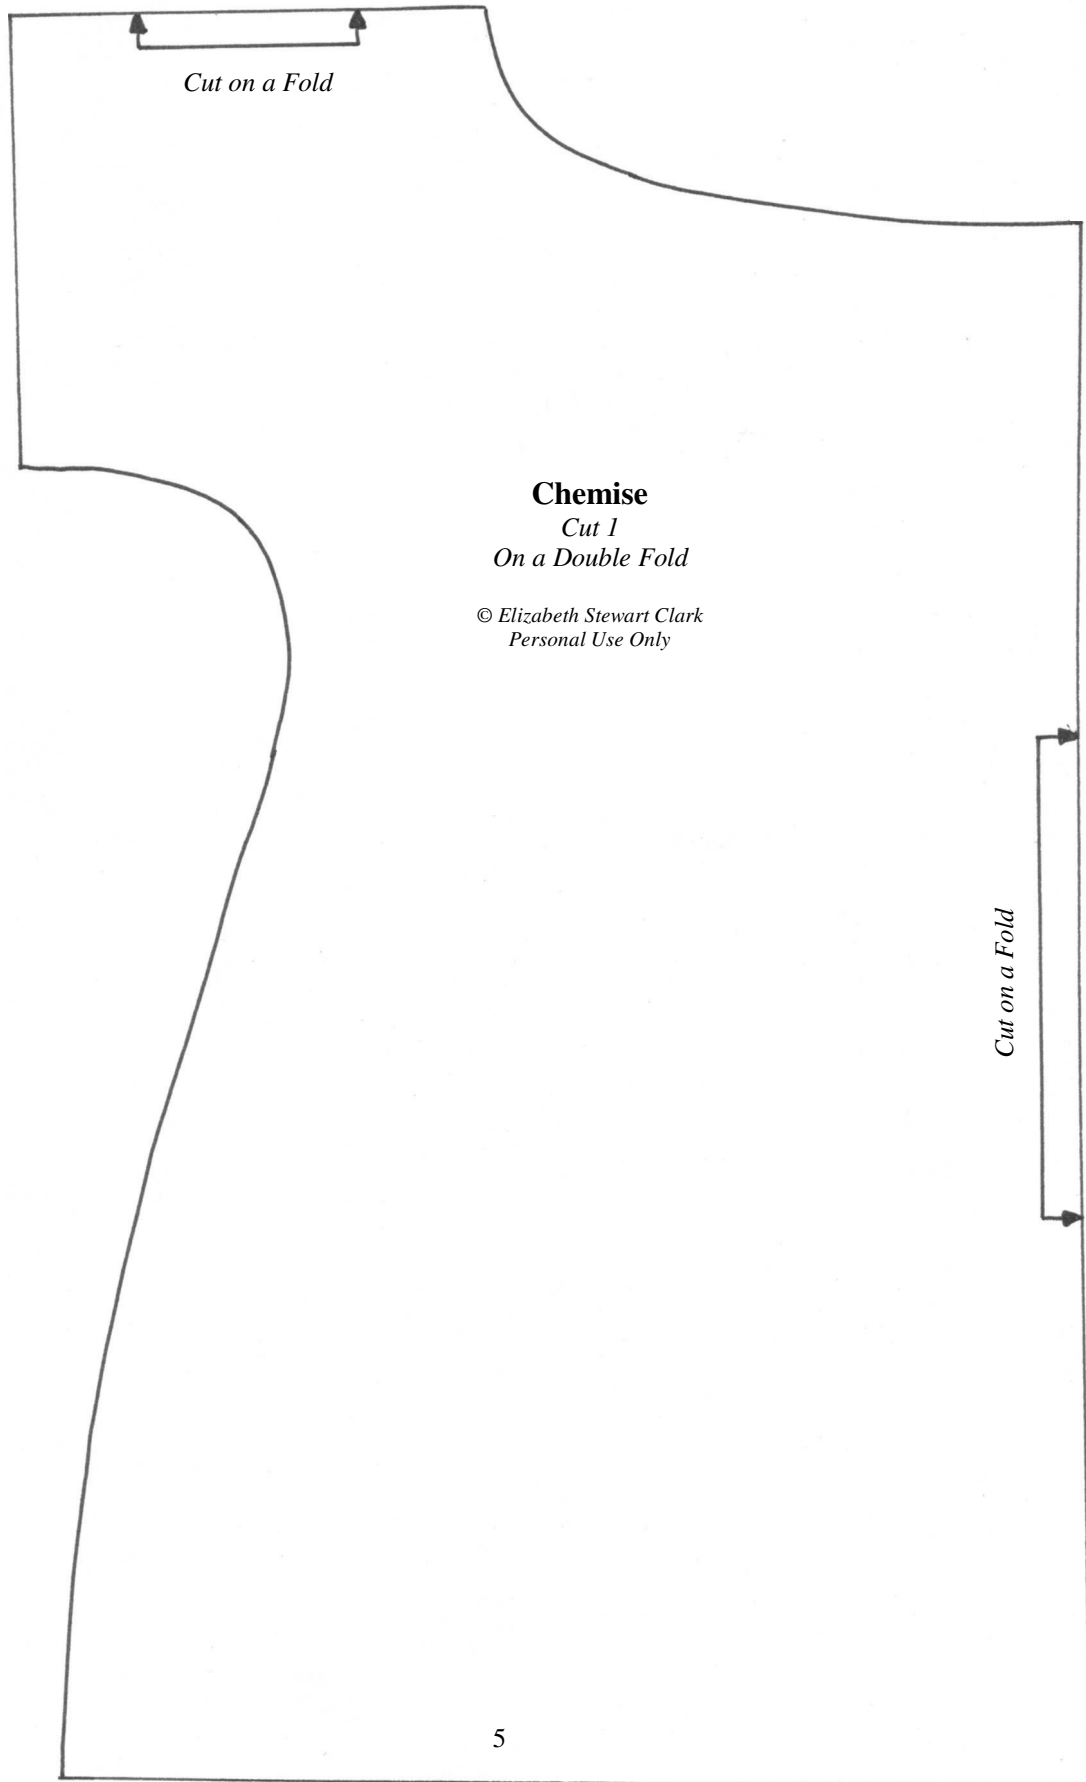 Cut on a Fold
Chemise
Cut 1
On a Double Fold
© Elizabeth Stewart Clark
Personal Use Only
Cut on a Fold
5